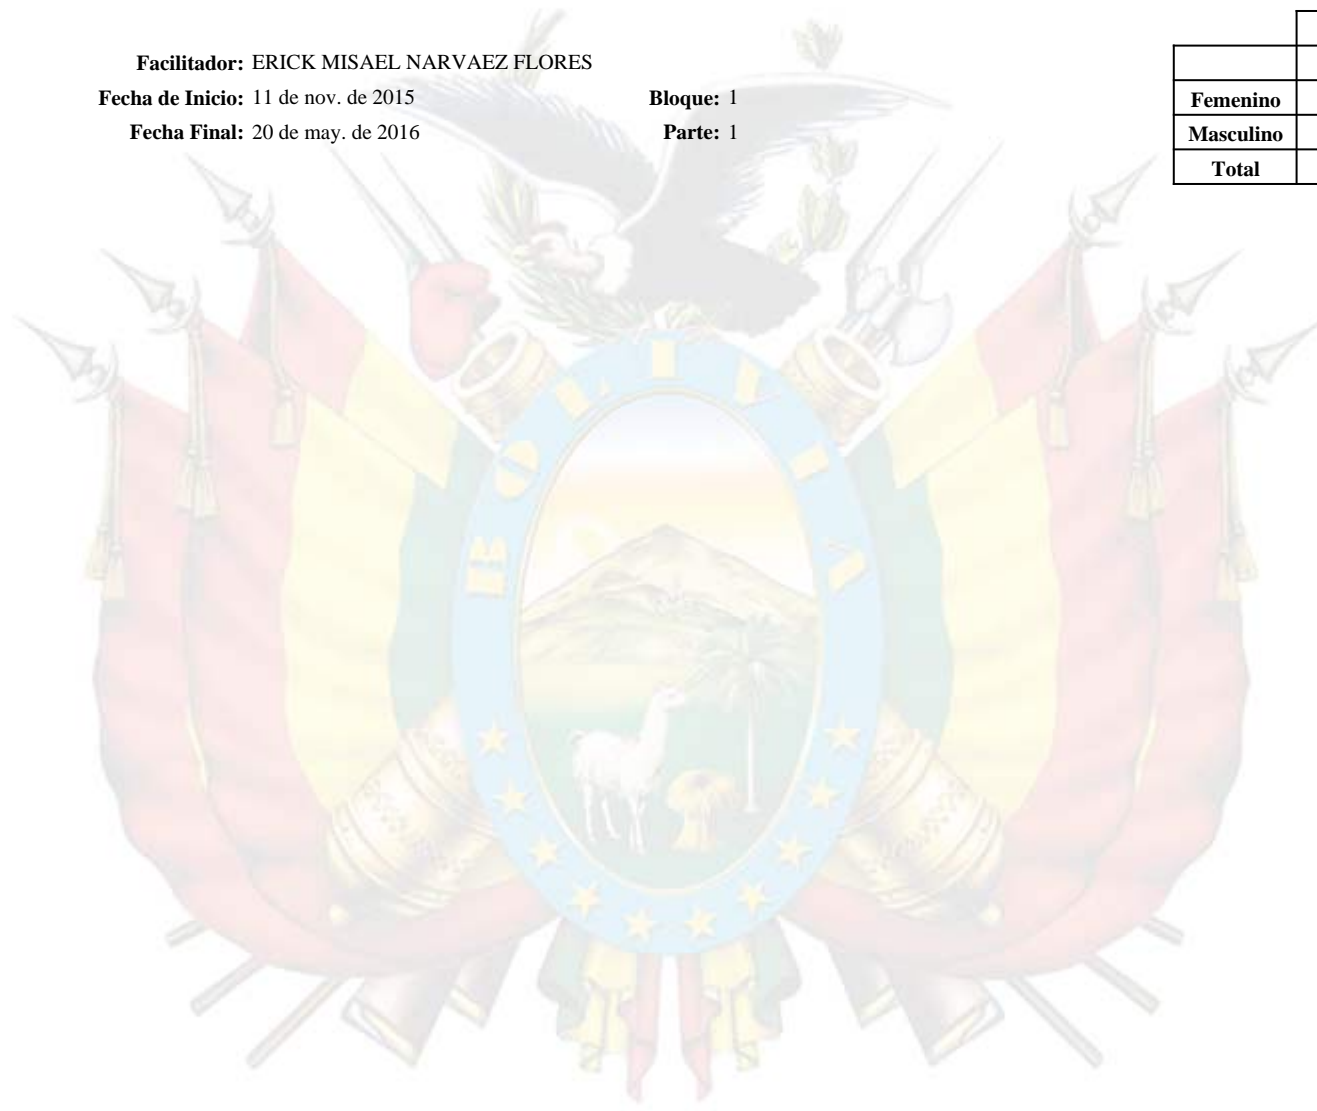 Facilitador: ERICK MISAEL NARVAEZ FLORES
Fecha de Inicio: 11 de nov. de 2015 Bloque: 1
Fecha Final: 20 de may. de 2016 Parte: 1
Femenino
Masculino
Total
BOLIVIA